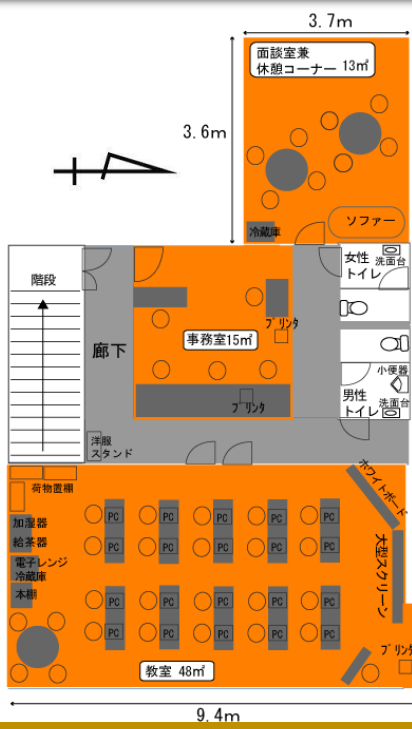 3.7m
面談室兼
休憩コーナー 13㎡
3.6m
ソファー
冷蔵庫
女性
トイレ
洗面台
階段
プリンタ
事務室15㎡
廊下
小便器
男性
トイレ
洗面台
プリンタ
洋服
スタンド
ホワイトボード
荷物置棚
加湿器
給茶器
電子レンジ
冷蔵庫
本棚
PC PC PC PC PC
PC PC PC PC PC
PC PC PC PC PC
PC PC PC PC PC
大型スクリーン
プリンタ
教室 48㎡
9.4m